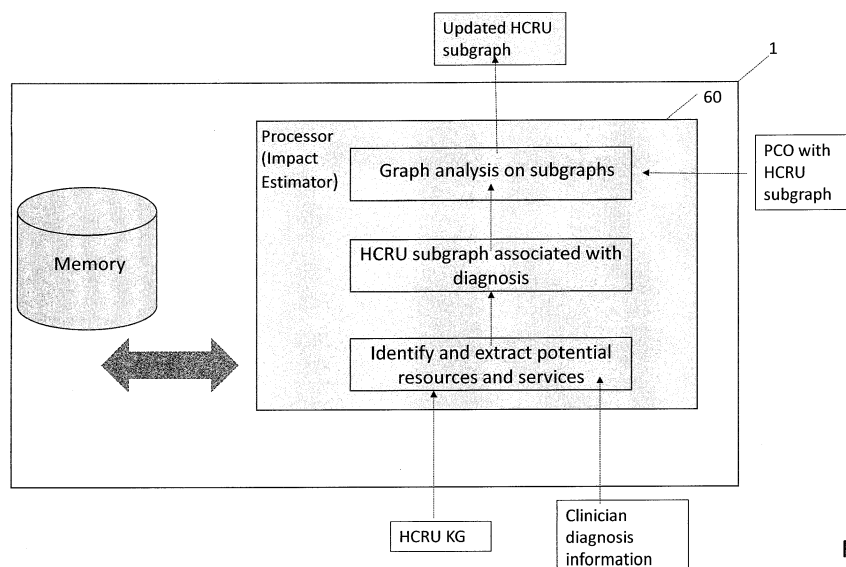 Updated HCRU
subgraph
1
60
Processor
(Impact
Estimator)
Graph analysis on subgraphs
PCO with
HCRU
subgraph
Memory
HCRU subgraph associated with
diagnosis
Identify and extract potential
resources and services
HCRU KG
Clinician
diagnosis
information